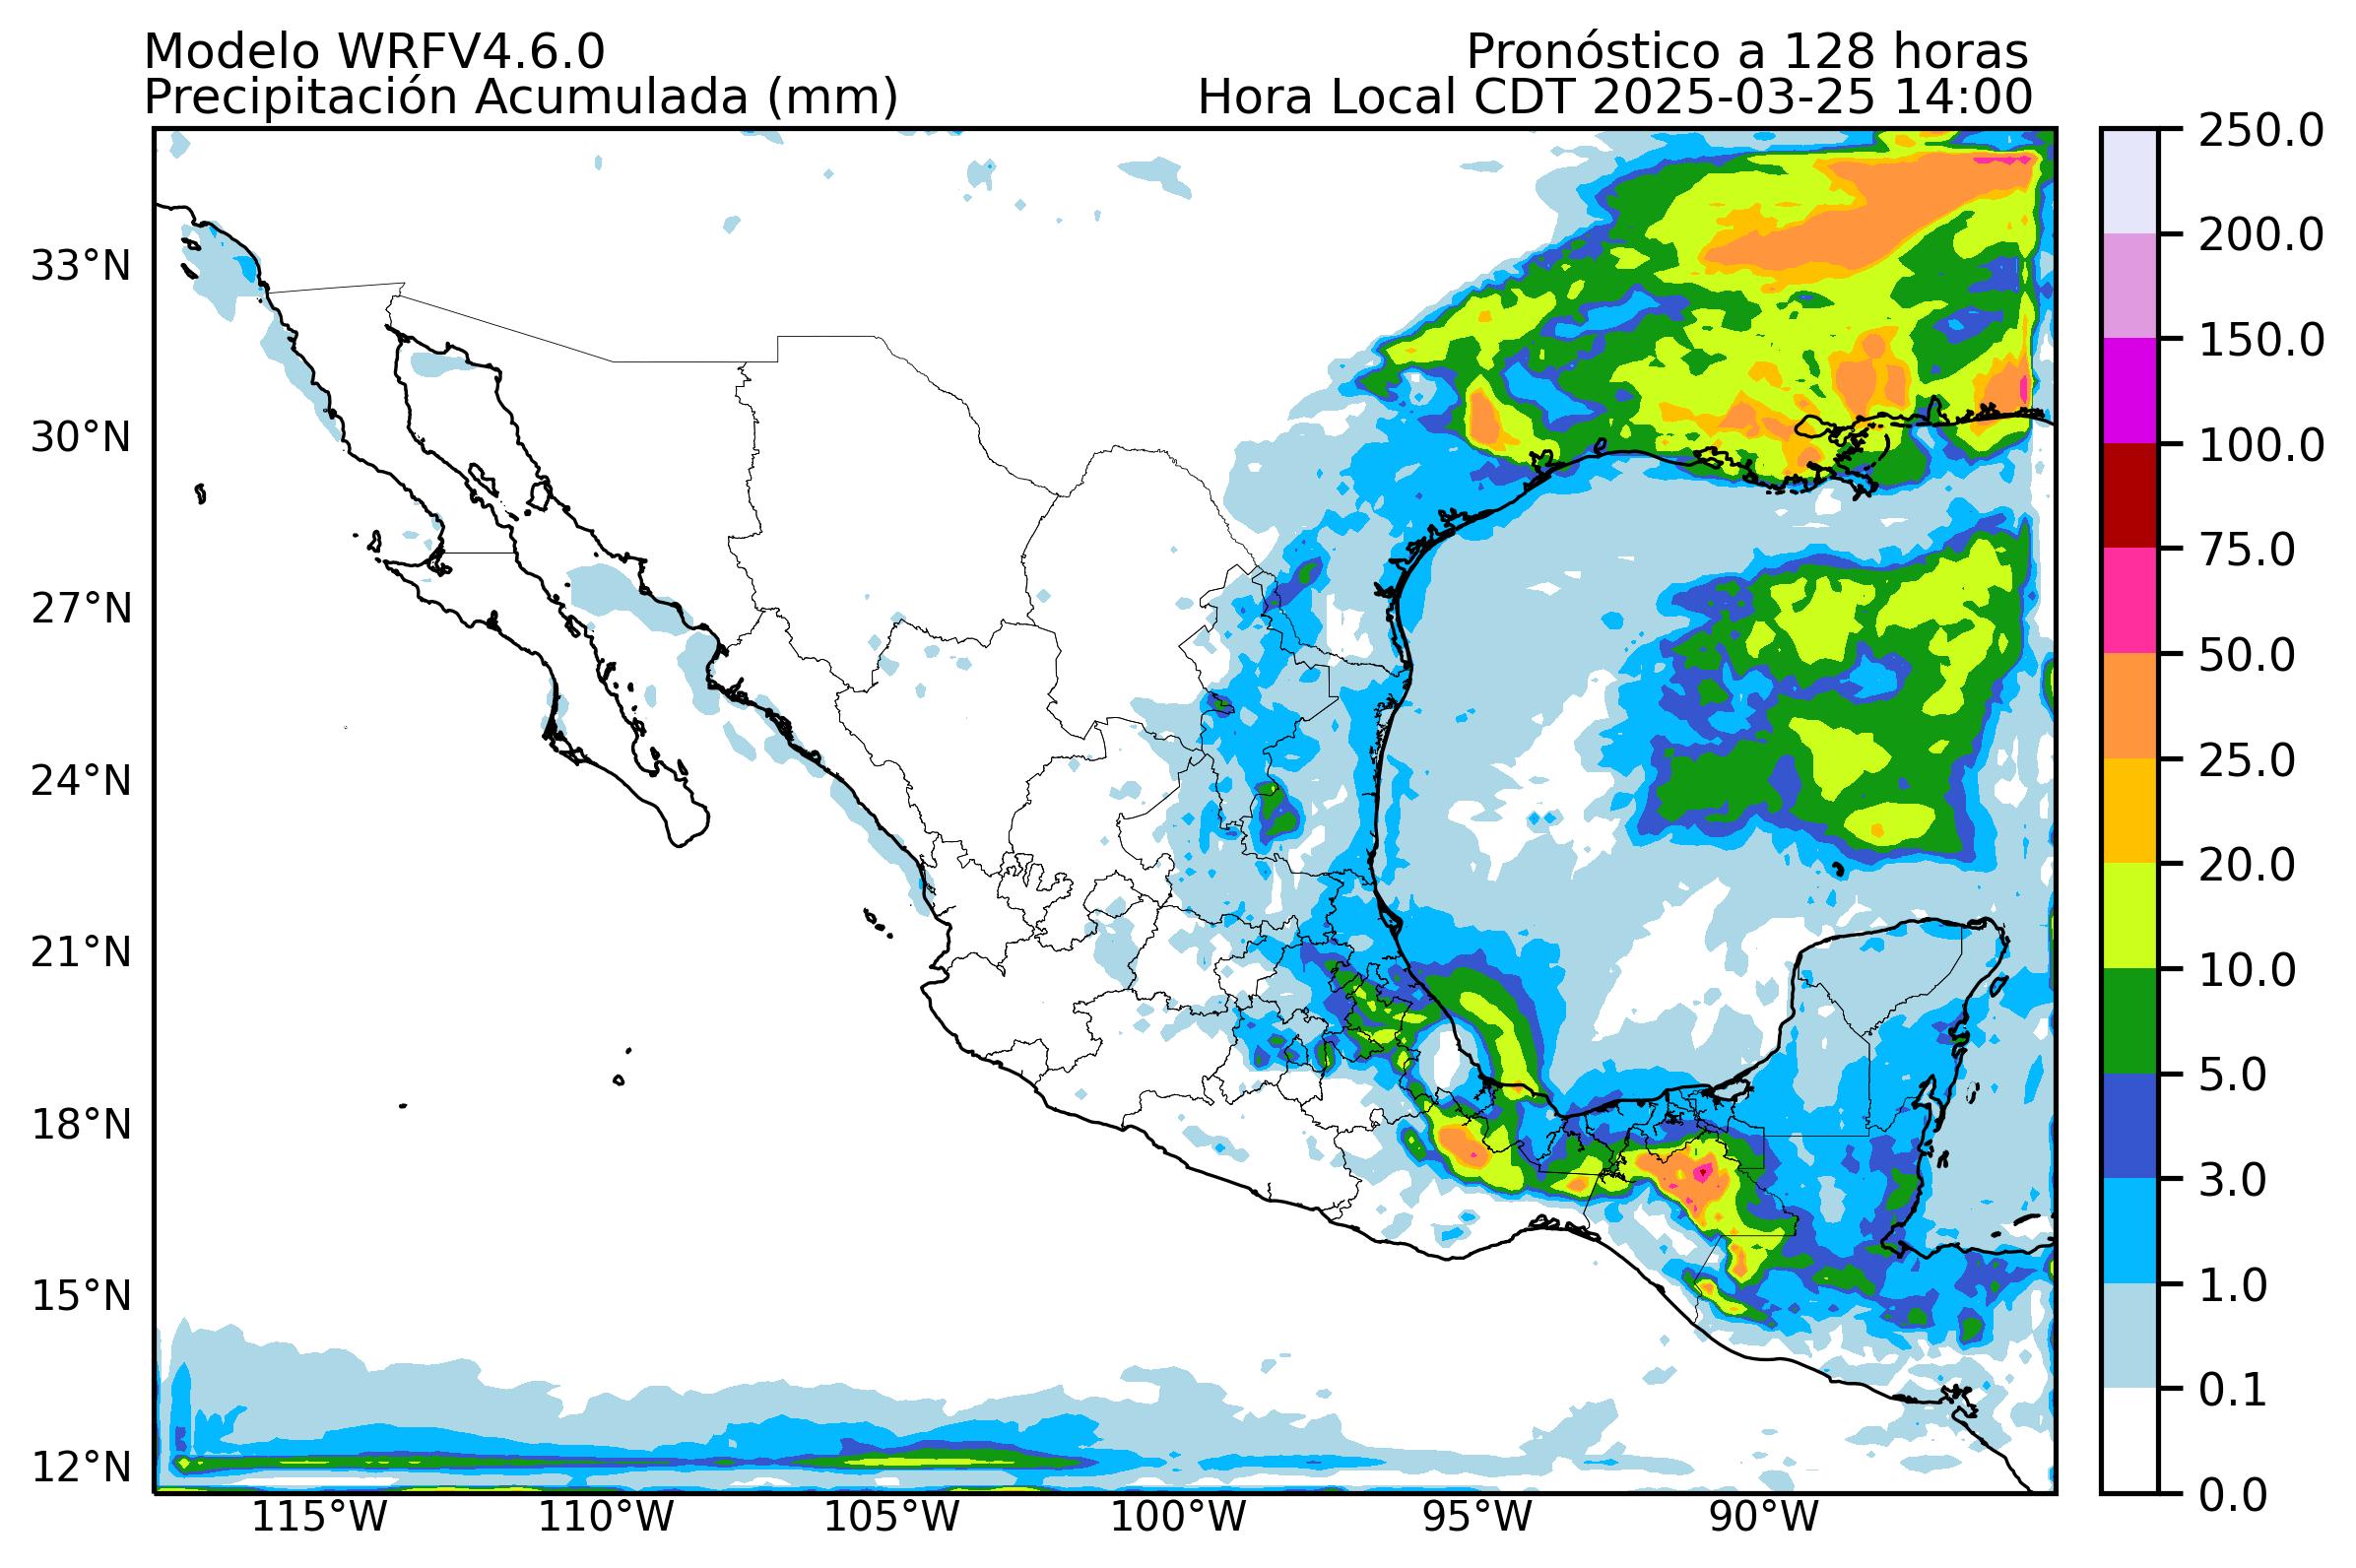 Modelo WRFV4.6.0
Pronóstico a 128 horas
Precipitación Acumulada (mm)
Hora Local CDT 2025-03-25 14:00
250.0
200.0
150.0
100.0
75.0
50.0
25.0
20.0
10.0
5.0
3.0
1.0
0.1
0.0
33°N
30°N
27°N
24°N
21°N
18°N
15°N
12°N
115°W
110°W
105°W
100°W
95°W
90°W